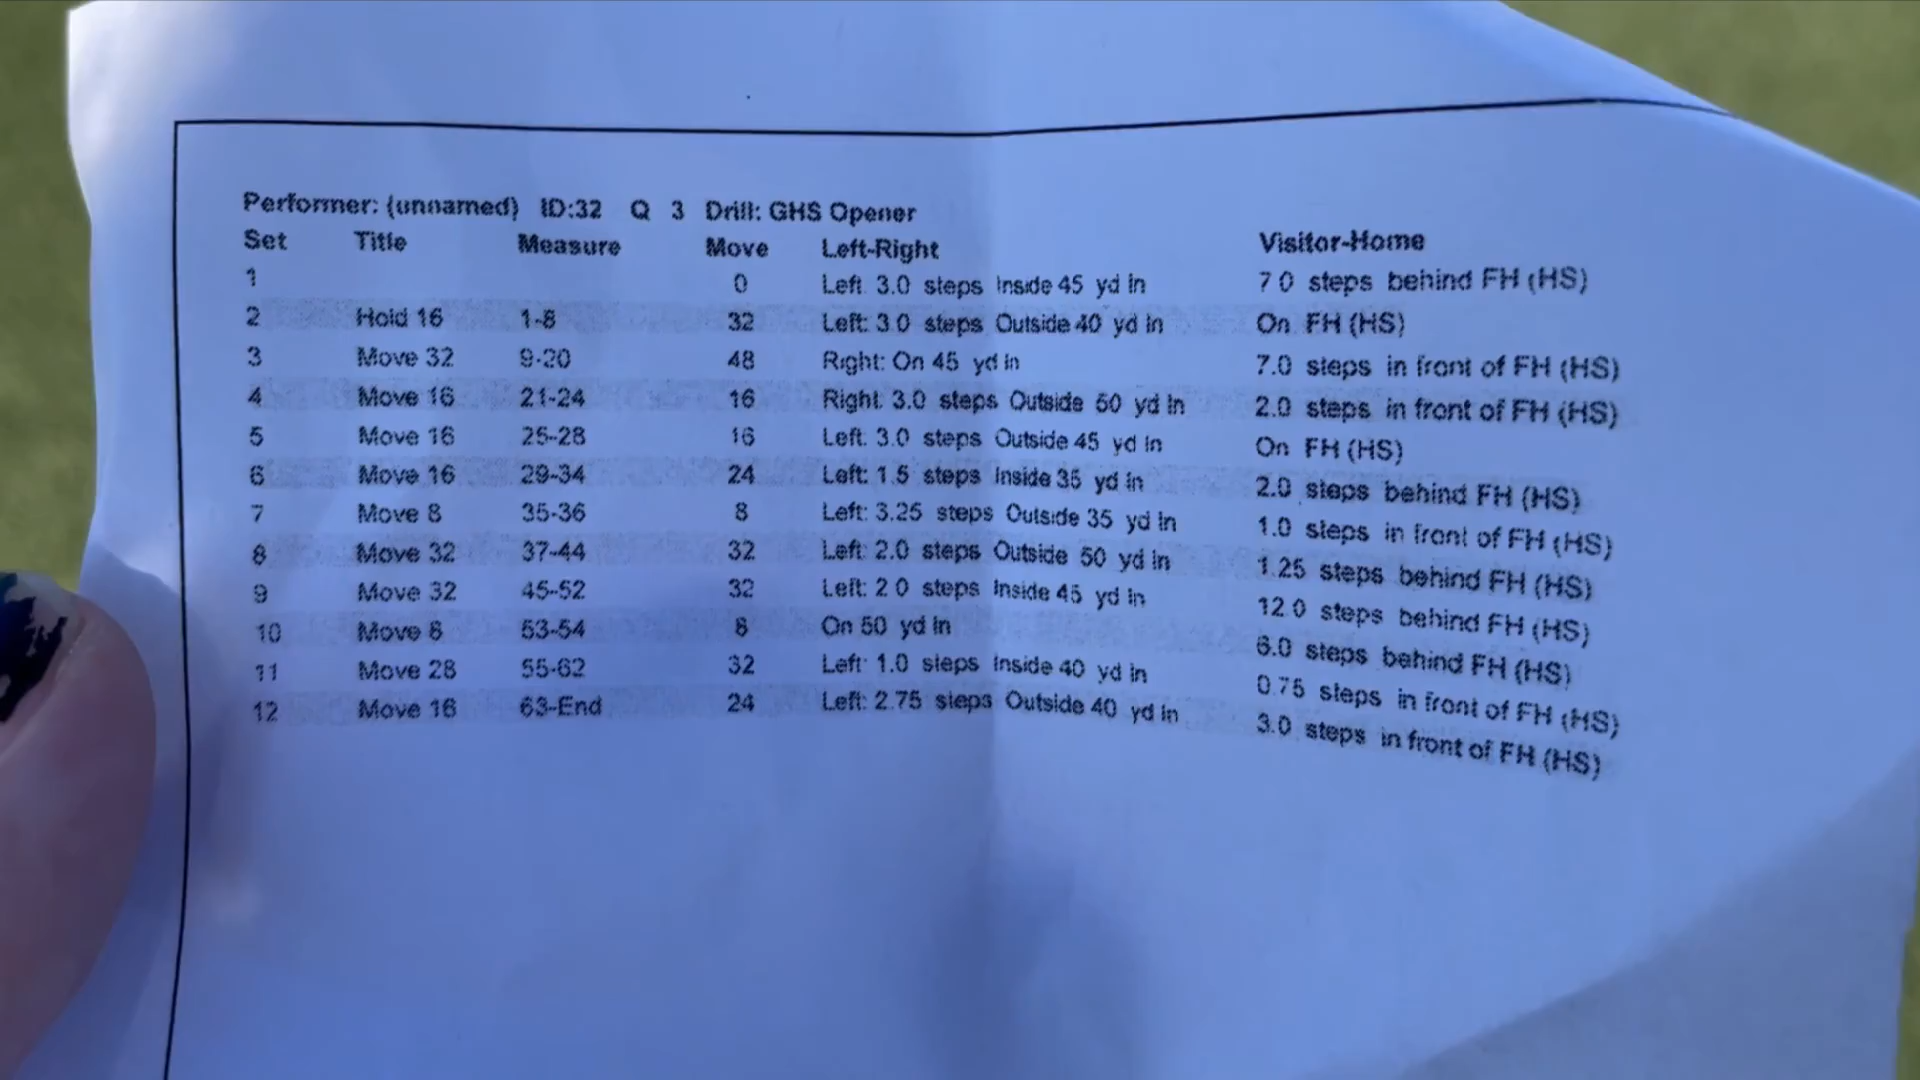 Performer: (unnamed) ID:32 Q 3 Drill: GHS Opener
Set Title Measure Move Left-Right Visitor-Home
1 0 Left: 3.0 steps Inside 45 yd ln 7.0 steps behind FH (HS)
2 Hold 16 1-8 32 Left: 3.0 steps Outside 40 yd ln On FH (HS)
3 Move 32 9-20 48 Right: On 45 yd ln 7.0 steps in front of FH (HS)
4 Move 16 21-24 16 Right: 3.0 steps Outside 50 yd ln 2.0 steps in front of FH (HS)
5 Move 16 25-28 16 Left: 3.0 steps Outside 45 yd ln On FH (HS)
6 Move 16 29-34 24 Left: 1.5 steps Inside 35 yd ln 2.0 steps behind FH (HS)
7 Move 8 35-36 8 Left: 3.25 steps Outside 35 yd ln 1.0 steps in front of FH (HS)
8 Move 32 37-44 32 Left: 2.0 steps Outside 50 yd ln 1.25 steps behind FH (HS)
9 Move 32 45-52 32 Left: 2.0 steps Inside 45 yd ln 12.0 steps behind FH (HS)
10 Move 8 53-54 8 On 50 yd ln 6.0 steps behind FH (HS)
11 Move 28 55-62 32 Left: 1.0 steps Inside 40 yd ln 0.75 steps in front of FH (HS)
12 Move 16 63-End 24 Left: 2.75 steps Outside 40 yd ln 3.0 steps in front of FH (HS)